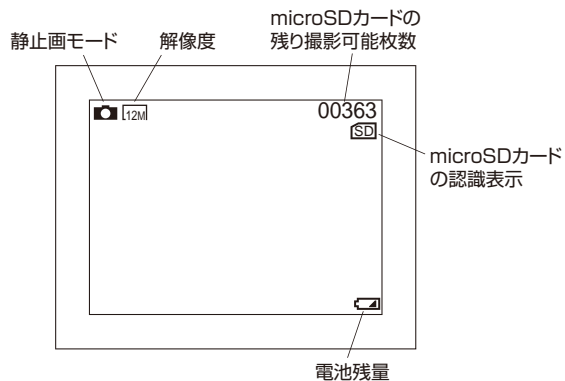 microSDカードの
残り撮影可能枚数
静止画モード
解像度
12M
00363
SD
microSDカード
の認識表示
電池残量